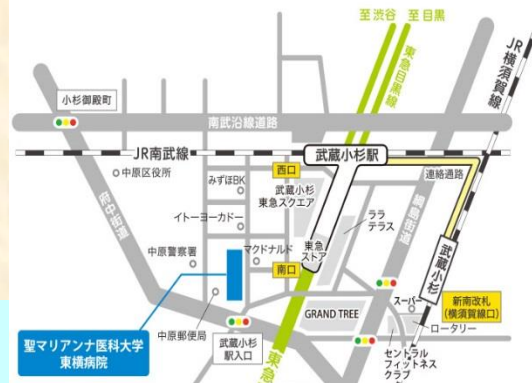 至渋谷
至目黒
東急目黒線
JR横須賀線
小杉御殿町
南武沿線道路
JR南武線
武蔵小杉駅
中原区役所
西口
連絡通路
みずほBK
武蔵小杉
東急スクエア
府中街道
イトーヨーカドー
ララ
テラス
綱島街道
武蔵小杉
東急
ストア
中原警察署
マクドナルド
南口
スーパー
新南改札
(横須賀線口)
GRAND TREE
ロータリー
聖マリアンナ医科大学
東横病院
中原郵便局
武蔵小杉
駅入口
セントラル
フィットネス
クラブ
東急